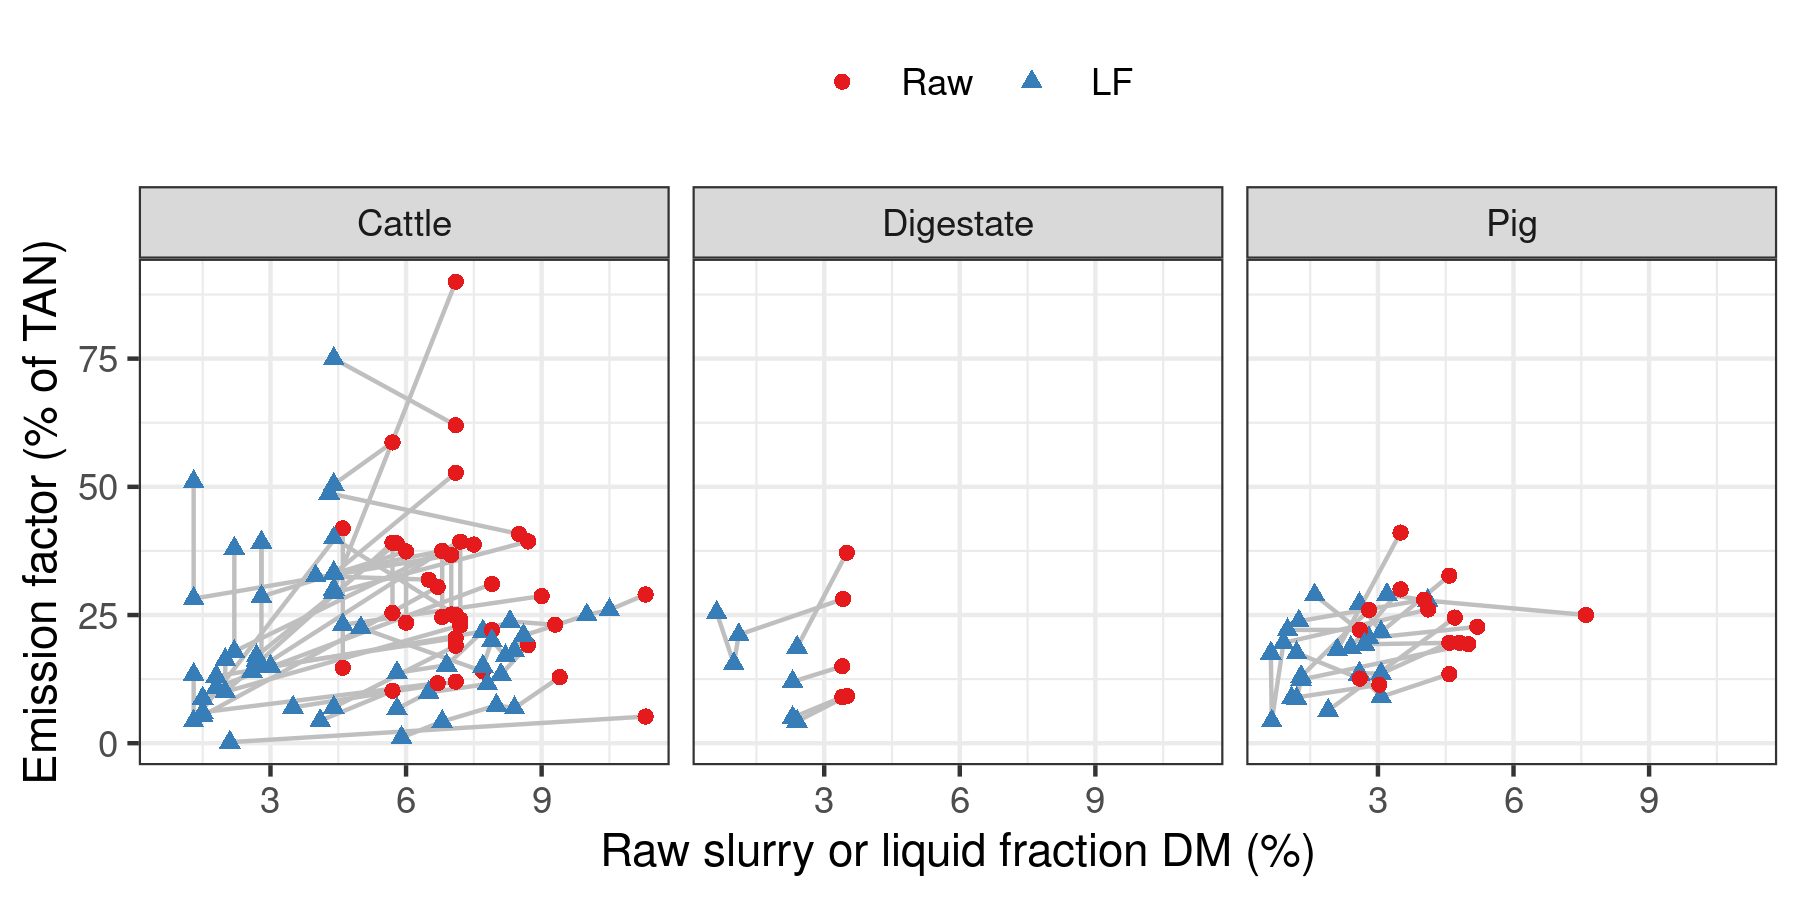 Raw LF
Cattle Digestate Pig
Emission factor (% of TAN)
75
50
25
0
3 6 9 3 6 9 3 6 9
Raw slurry or liquid fraction DM (%)